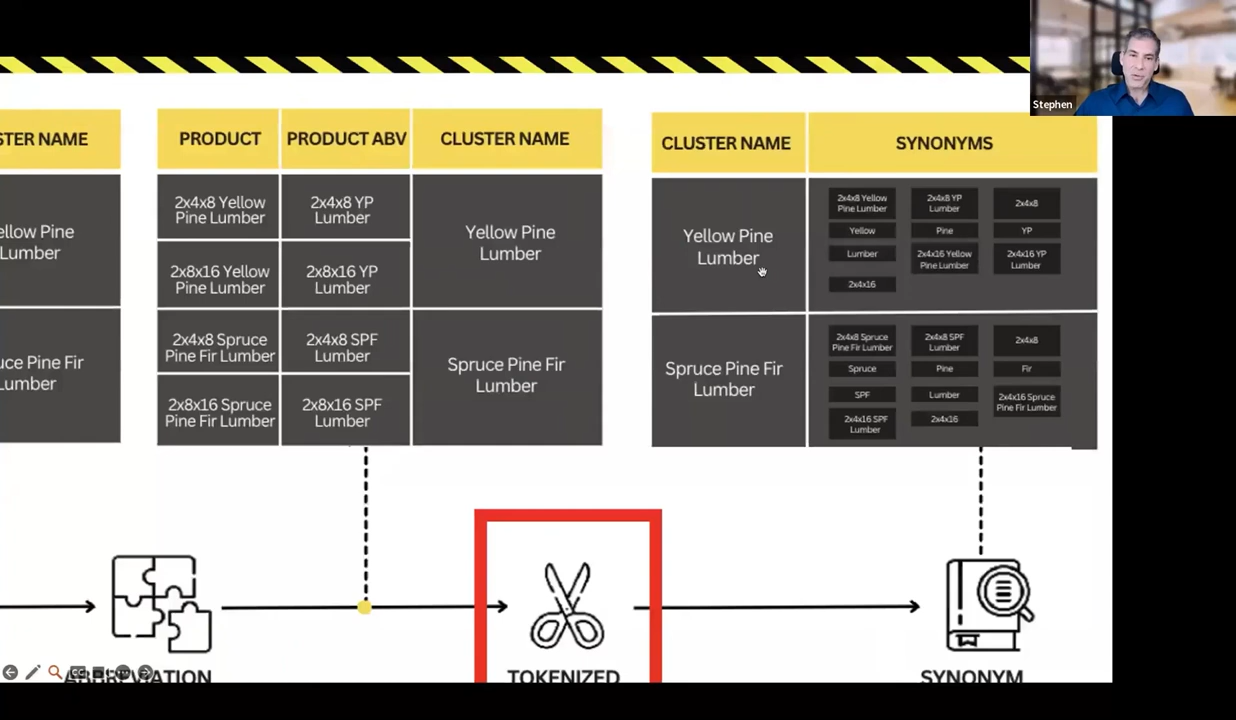 Stephen
STER NAME
ellow Pine
Lumber
uce Pine Fir
Lumber
PRODUCT
PRODUCT ABV
CLUSTER NAME
2x4x8 Yellow
Pine Lumber
2x4x8 YP
Lumber
Yellow Pine
Lumber
2x8x16 Yellow
Pine Lumber
2x8x16 YP
Lumber
2x4x8 Spruce
Pine Fir Lumber
2x4x8 SPF
Lumber
Spruce Pine Fir
Lumber
2x8x16 Spruce
Pine Fir Lumber
2x8x16 SPF
Lumber
CLUSTER NAME
SYNONYMS
Yellow Pine
Lumber
2x4x8 Yellow
Pine Lumber
2x4x8 YP
Lumber
2x4x8
Yellow
Pine
YP
Lumber
2x4x16 Yellow
Pine Lumber
2x4x16 YP
Lumber
2x4x16
Spruce Pine Fir
Lumber
2x4x8 Spruce
Pine Fir Lumber
2x4x8 SPF
Lumber
2x4x8
Spruce
Pine
Fir
SPF
Lumber
2x4x16 Spruce
Pine Fir Lumber
2x4x16 SPF
Lumber
2x4x16
ABBREVIATION
TOKENIZED
SYNONYM